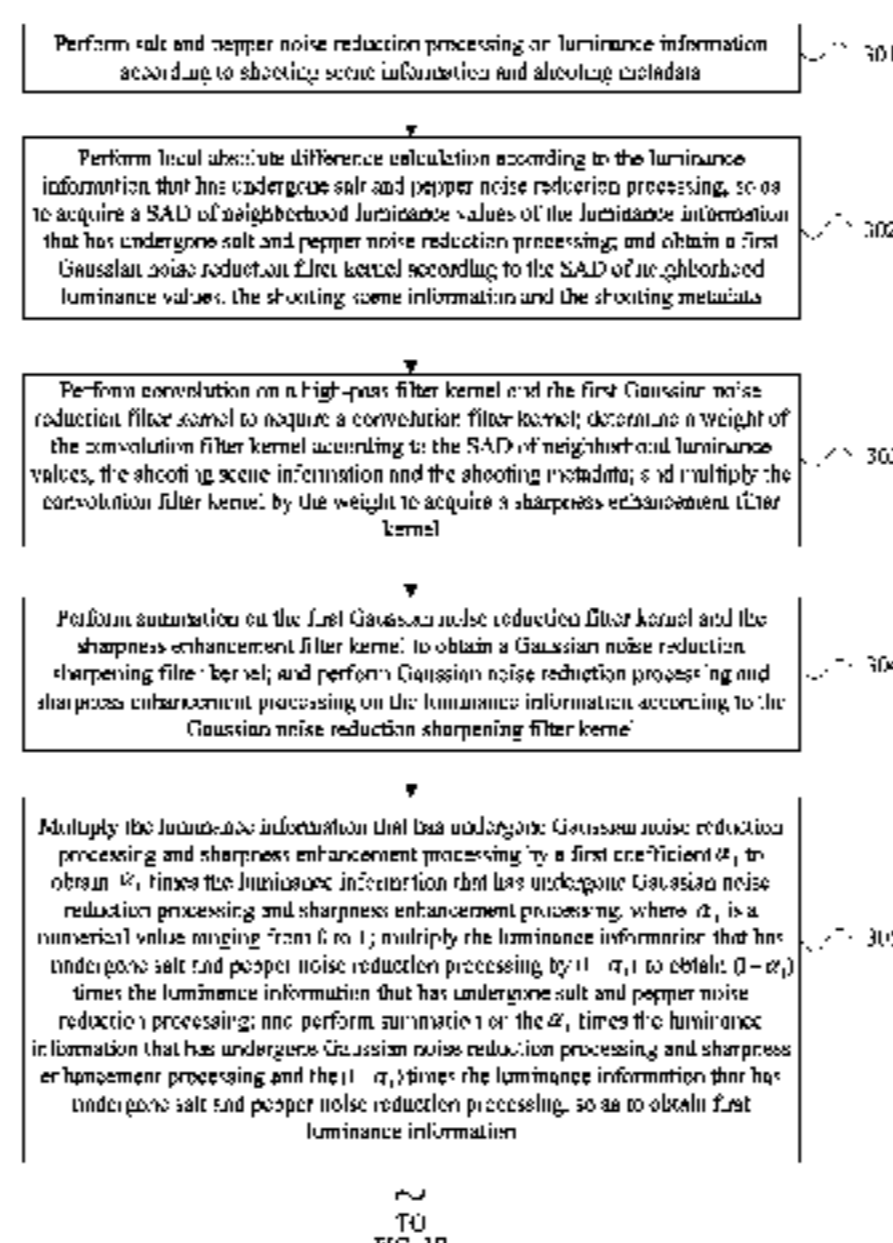 Perform salt and pepper noise reduction processing on luminance information
according to shooting scene information and shooting metadata
301
Perform local absolute difference calculation according to the luminance
information that has undergone salt and pepper noise reduction processing, so as
to acquire a SAD of neighborhood luminance values of the luminance information
that has undergone salt and pepper noise reduction processing; and obtain a first
Gaussian noise reduction filter kernel according to the SAD of neighborhood
luminance values, the shooting scene information and the shooting metadata
302
Perform convolution on a high-pass filter kernel and the first Gaussian noise
reduction filter kernel to acquire a convolution filter kernel; determine a weight of
the convolution filter kernel according to the SAD of neighborhood luminance
values, the shooting scene information and the shooting metadata; and multiply the
convolution filter kernel by the weight to acquire a sharpness enhancement filter
kernel
303
Perform summation on the first Gaussian noise reduction filter kernel and the
sharpness enhancement filter kernel to obtain a Gaussian noise reduction
sharpening filter kernel; and perform Gaussian noise reduction processing and
sharpness enhancement processing on the luminance information according to the
Gaussian noise reduction sharpening filter kernel
304
Multiply the luminance information that has undergone Gaussian noise reduction
processing and sharpness enhancement processing by a first coefficient α₁ to
obtain α₁ times the luminance information that has undergone Gaussian noise
reduction processing and sharpness enhancement processing, where α₁ is a
numerical value ranging from 0 to 1; multiply the luminance information that has
undergone salt and pepper noise reduction processing by (1−α₁) to obtain (1−α₁)
times the luminance information that has undergone salt and pepper noise
reduction processing; and perform summation on the α₁ times the luminance
information that has undergone Gaussian noise reduction processing and sharpness
enhancement processing and the (1−α₁) times the luminance information that has
undergone salt and pepper noise reduction processing, so as to obtain first
luminance information
305
TO